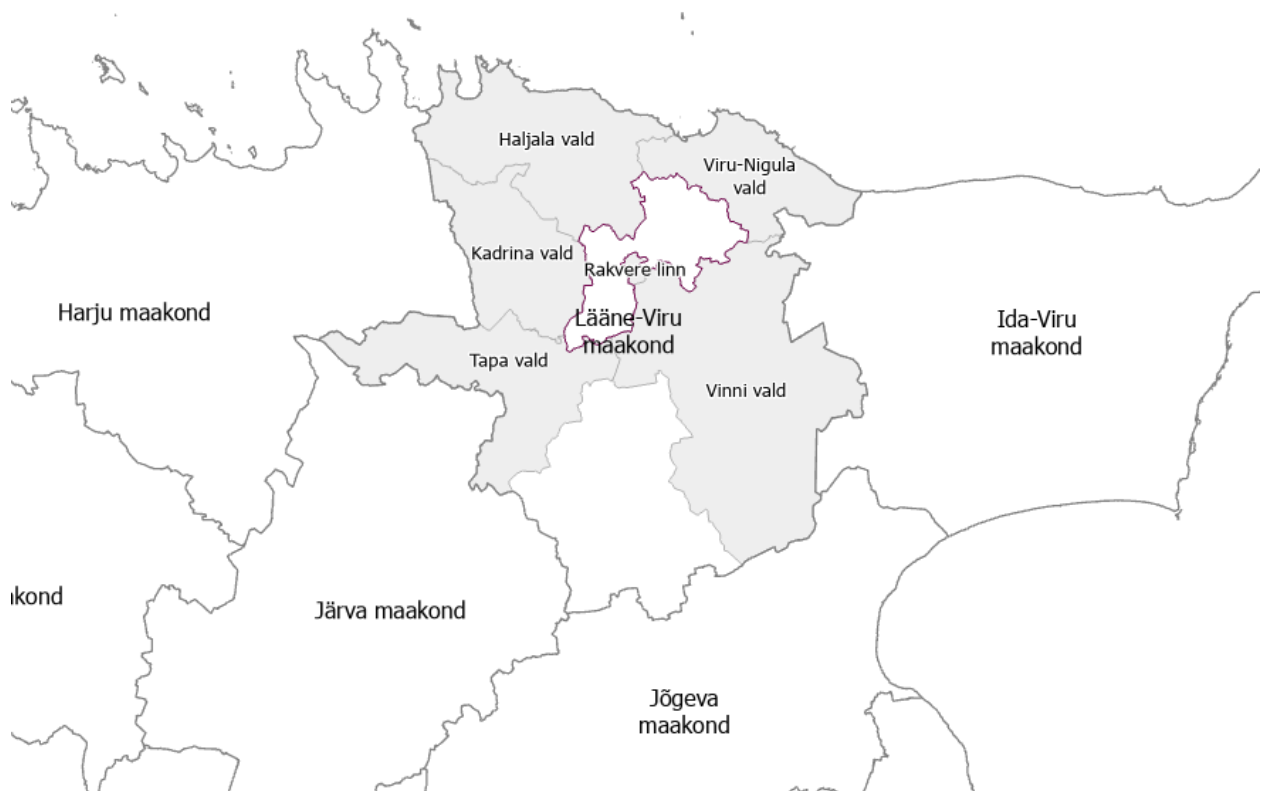 Haljala vald
Viru-Nigula
vald
Kadrina vald
Rakvere linn
Harju maakond
Lääne-Viru
maakond
Ida-Viru
maakond
Tapa vald
Vinni vald
kond
Järva maakond
Jõgeva
maakond